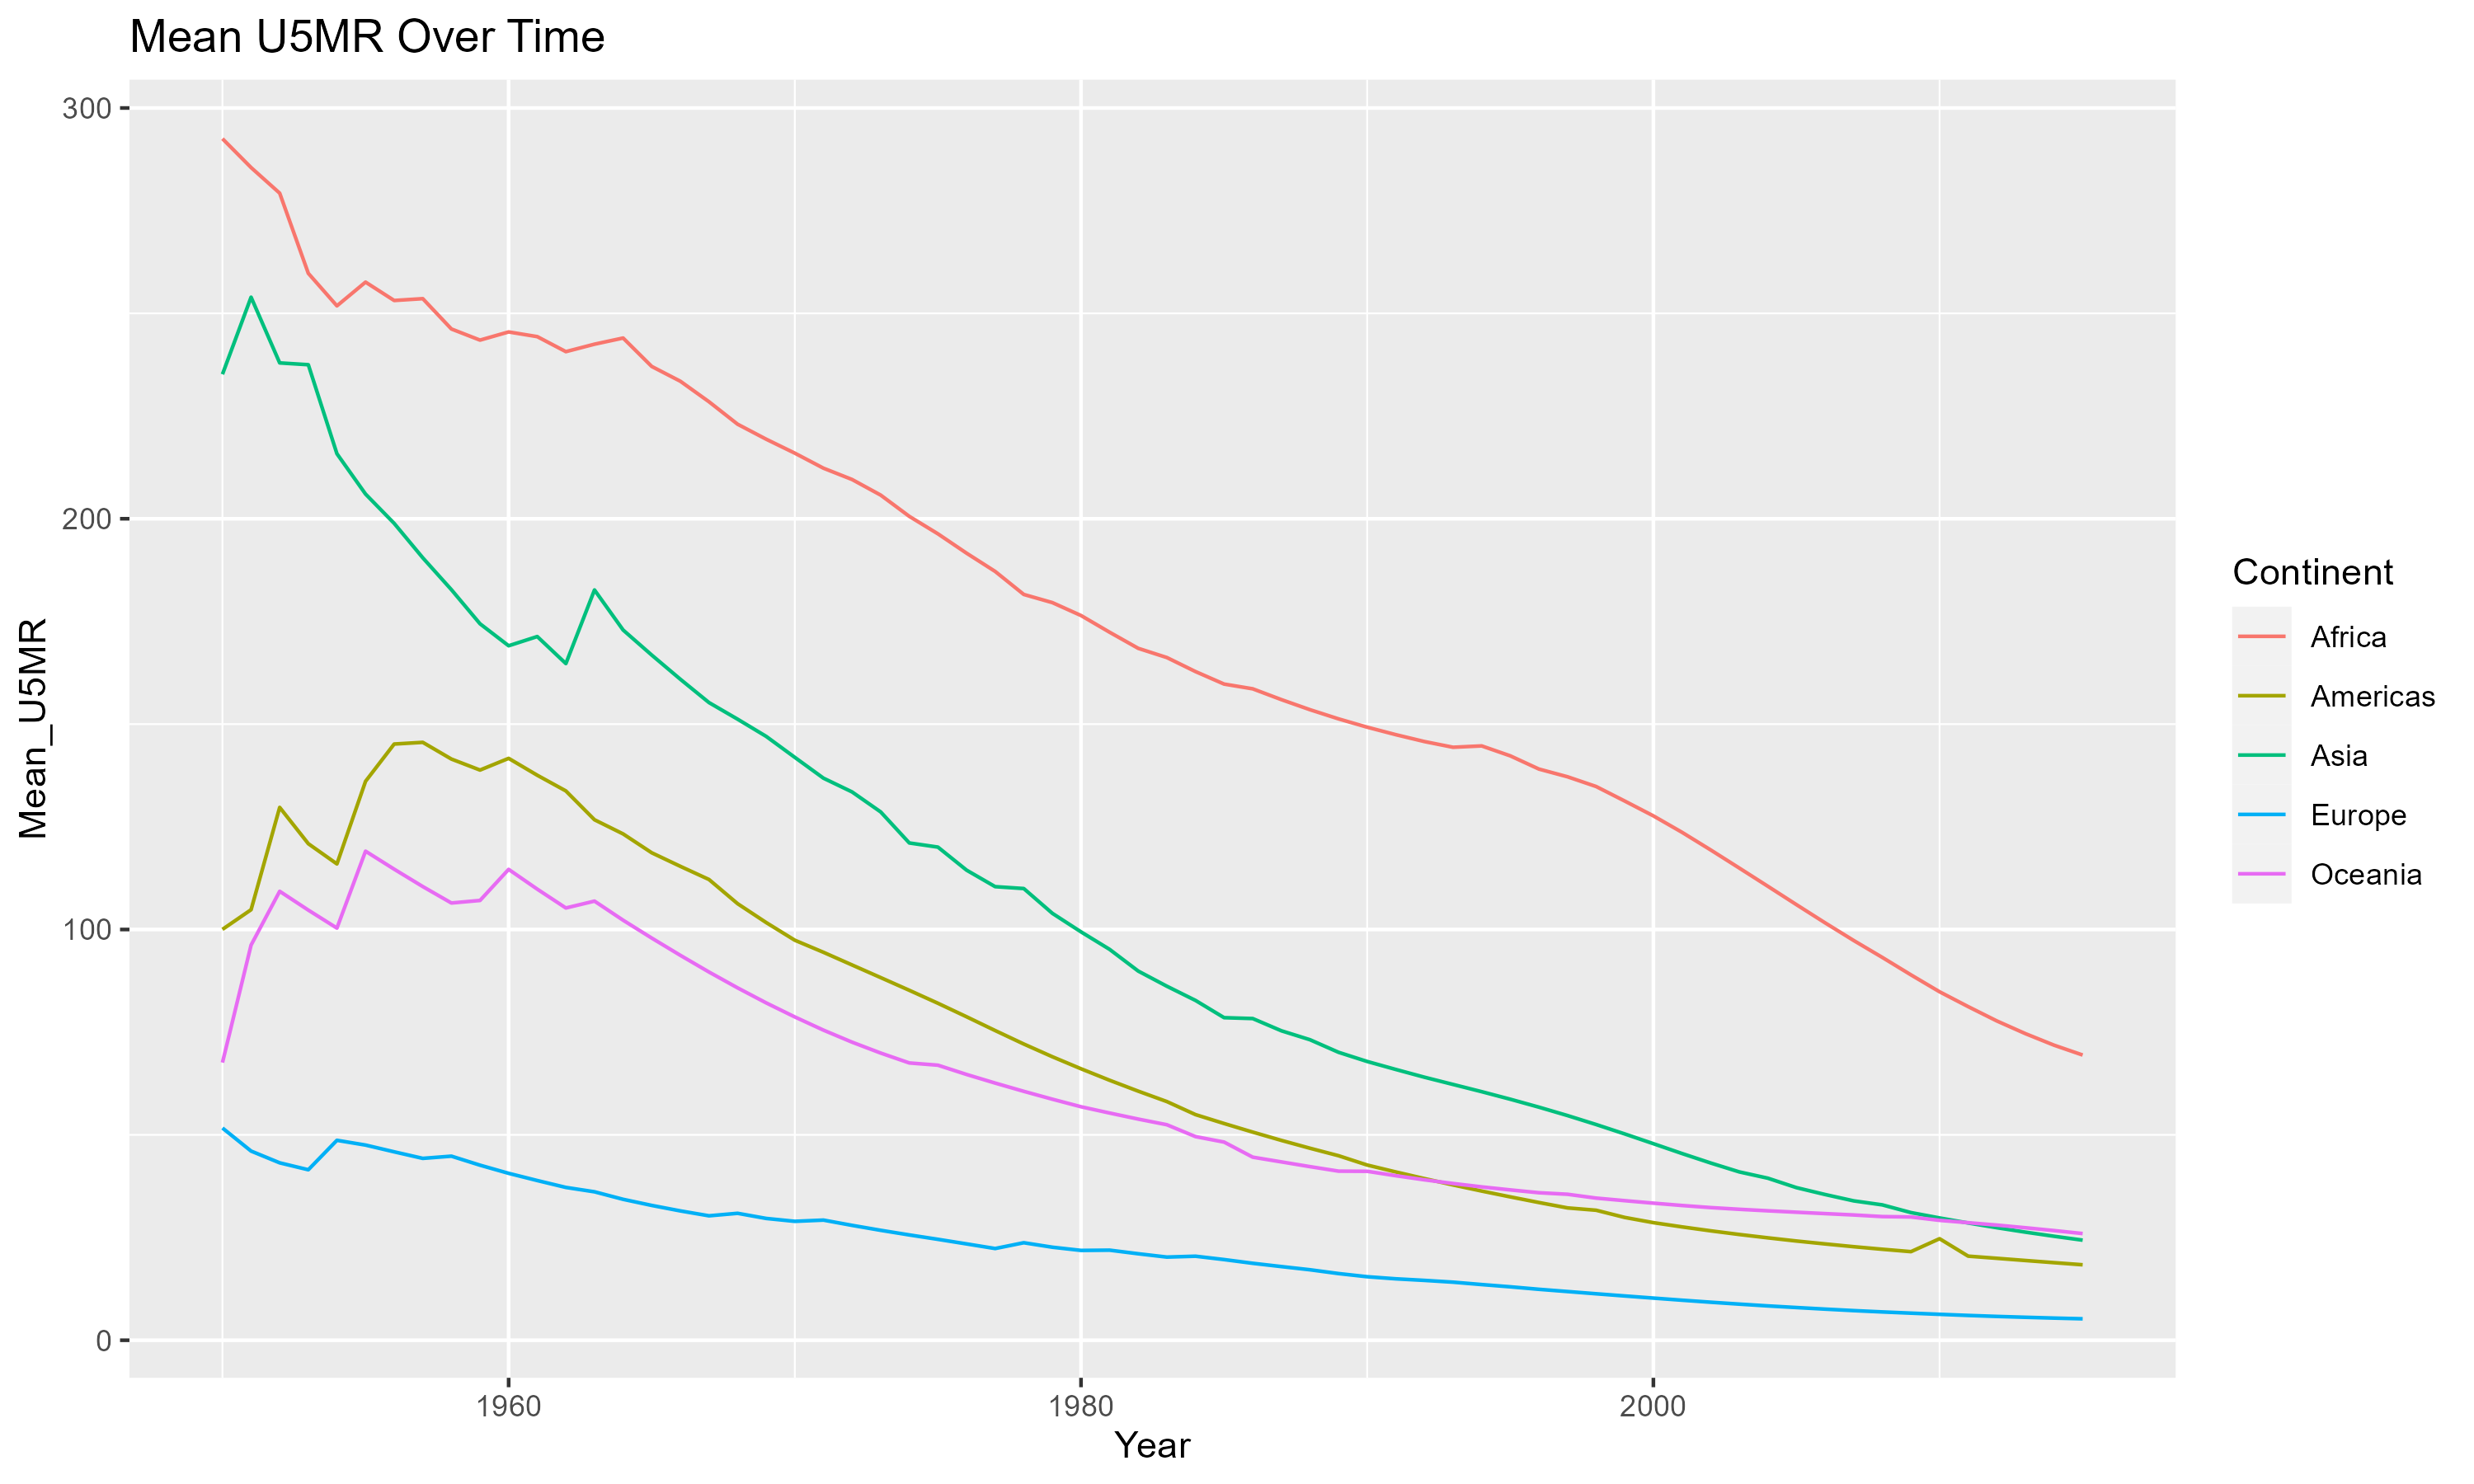 Mean U5MR Over Time
Mean_U5MR
300
200
100
0
1960
1980
2000
Year
Continent
Africa
Americas
Asia
Europe
Oceania